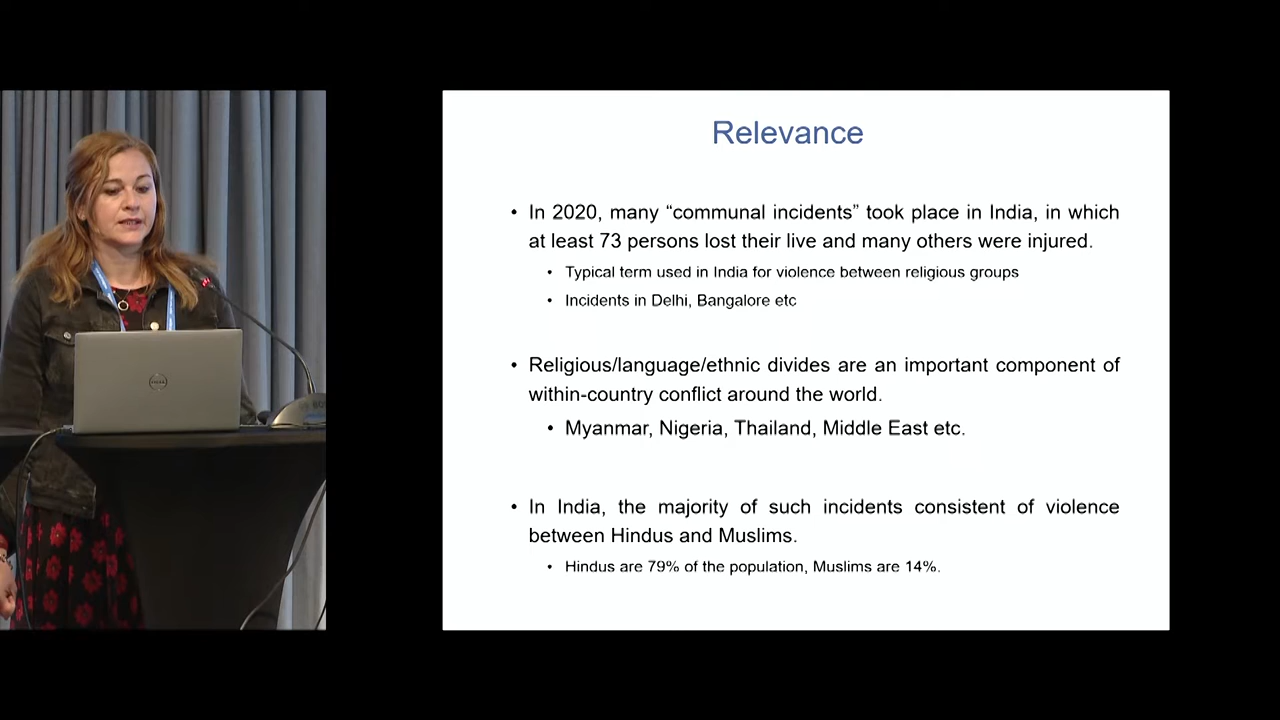 Relevance
• In 2020, many “communal incidents” took place in India, in which
at least 73 persons lost their live and many others were injured.
• Typical term used in India for violence between religious groups
• Incidents in Delhi, Bangalore etc
• Religious/language/ethnic divides are an important component of
within-country conflict around the world.
• Myanmar, Nigeria, Thailand, Middle East etc.
• In India, the majority of such incidents consistent of violence
between Hindus and Muslims.
• Hindus are 79% of the population, Muslims are 14%.
DELL